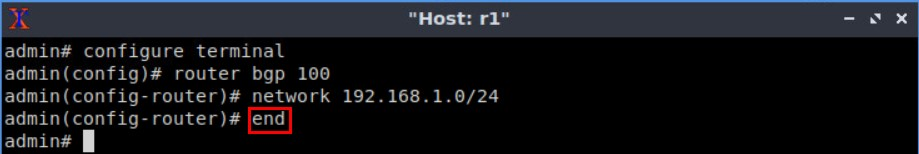 "Host: r1"
admin# configure terminal
admin(config)# router bgp 100
admin(config-router)# network 192.168.1.0/24
admin(config-router)# end
admin#